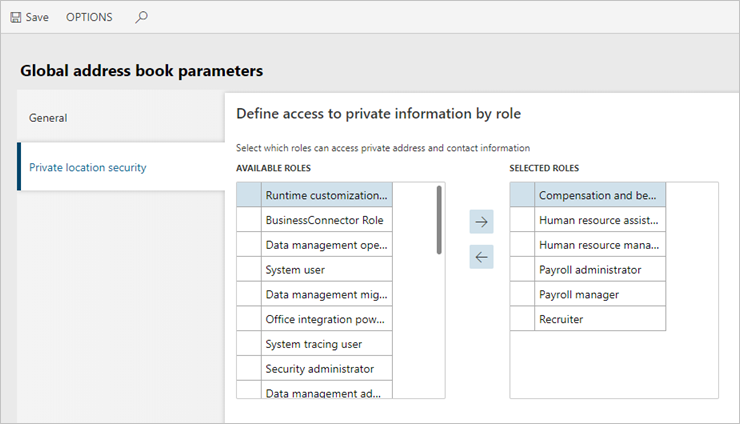 Save OPTIONS
Global address book parameters
General
Private location security
Define access to private information by role
Select which roles can access private address and contact information
AVAILABLE ROLES
Runtime customization...
BusinessConnector Role
Data management ope...
System user
Data management mig...
Office integration pow...
System tracing user
Security administrator
Data management ad...
SELECTED ROLES
Compensation and be...
Human resource assist...
Human resource mana...
Payroll administrator
Payroll manager
Recruiter